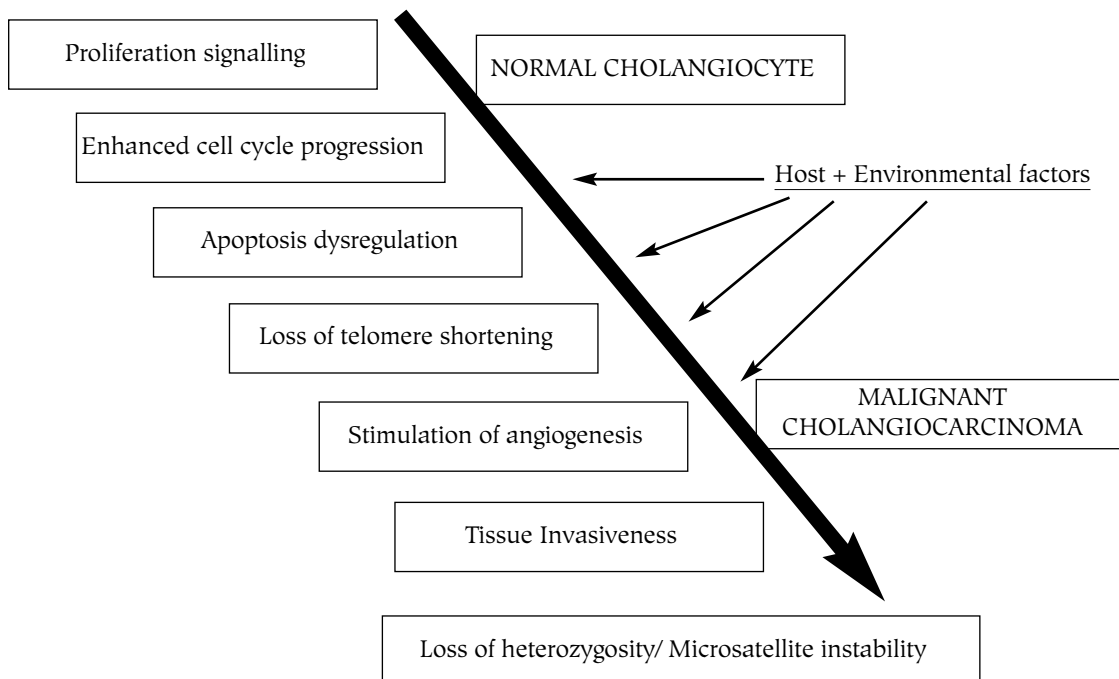 Proliferation signalling
NORMAL CHOLANGIOCYTE
Enhanced cell cycle progression
Host + Environmental factors
Apoptosis dysregulation
Loss of telomere shortening
MALIGNANT
CHOLANGIOCARCINOMA
Stimulation of angiogenesis
Tissue Invasiveness
Loss of heterozygosity/ Microsatellite instability